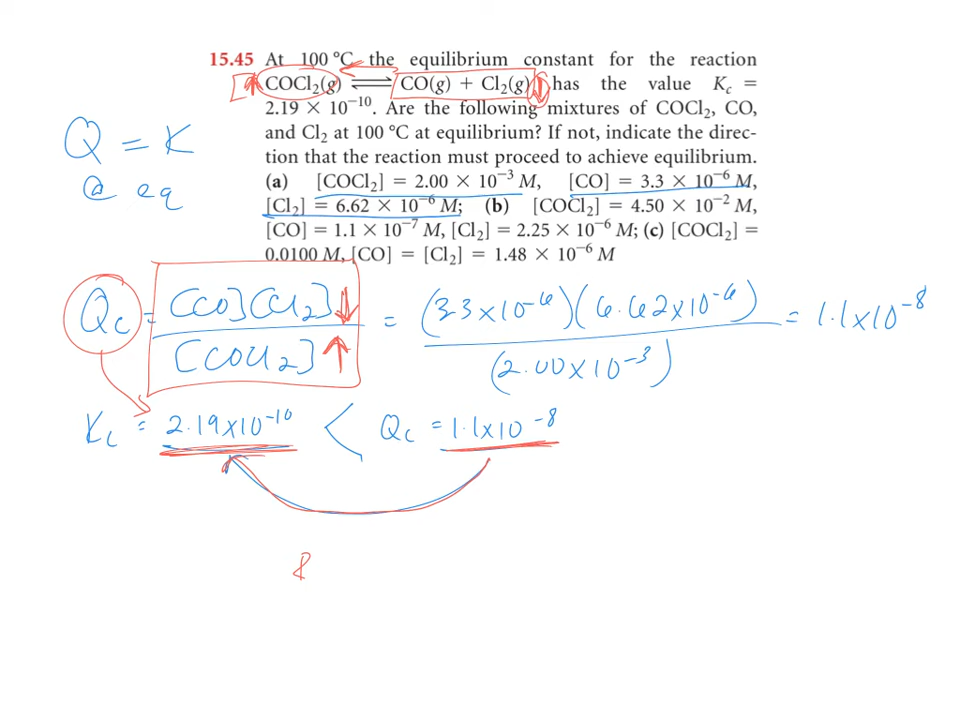 15.45 At 100 °C the equilibrium constant for the reaction
COCl₂(g) ⇌ CO(g) + Cl₂(g) has the value K_c =
2.19 × 10⁻¹⁰. Are the following mixtures of COCl₂, CO,
and Cl₂ at 100 °C at equilibrium? If not, indicate the direc-
tion that the reaction must proceed to achieve equilibrium.
(a) [COCl₂] = 2.00 × 10⁻³ M, [CO] = 3.3 × 10⁻⁶ M,
[Cl₂] = 6.62 × 10⁻⁶ M; (b) [COCl₂] = 4.50 × 10⁻² M,
[CO] = 1.1 × 10⁻⁷ M, [Cl₂] = 2.25 × 10⁻⁶ M; (c) [COCl₂] =
0.0100 M, [CO] = [Cl₂] = 1.48 × 10⁻⁶ M
Q = K
@ eq
Qc = [CO][Cl₂]↓ / [COCl₂]↑ = (3.3×10⁻⁶)(6.62×10⁻⁶) / (2.00×10⁻³) = 1.1×10⁻⁸
Kc = 2.19×10⁻¹⁰ < Qc = 1.1×10⁻⁸